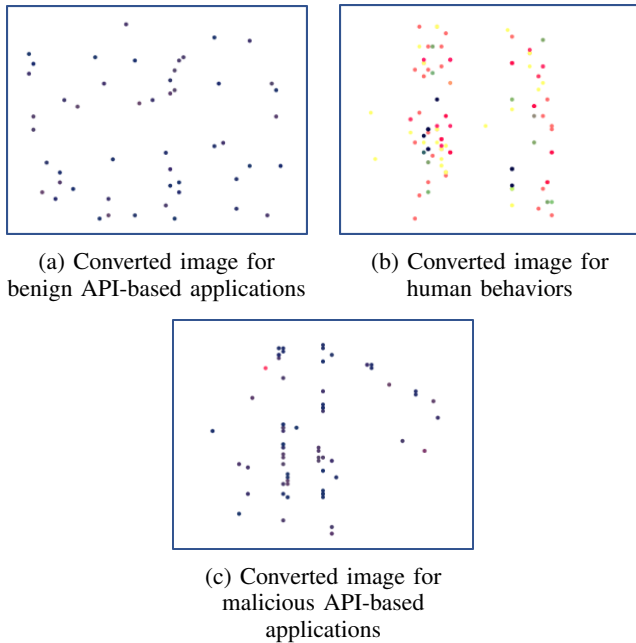 (a) Converted image for
benign API-based applications
(b) Converted image for
human behaviors
(c) Converted image for
malicious API-based
applications